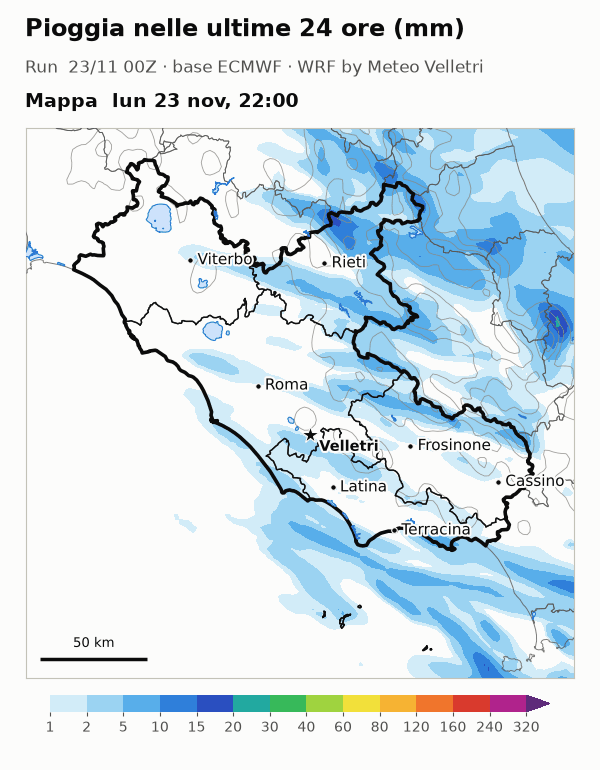 Pioggia nelle ultime 24 ore (mm)
Run 23/11 00Z · base ECMWF · WRF by Meteo Velletri
Mappa lun 23 nov, 22:00
Viterbo
Rieti
Roma
Velletri
Frosinone
Cassino
Latina
Terracina
50 km
1 2 5 10 15 20 30 40 60 80 120 160 240 320